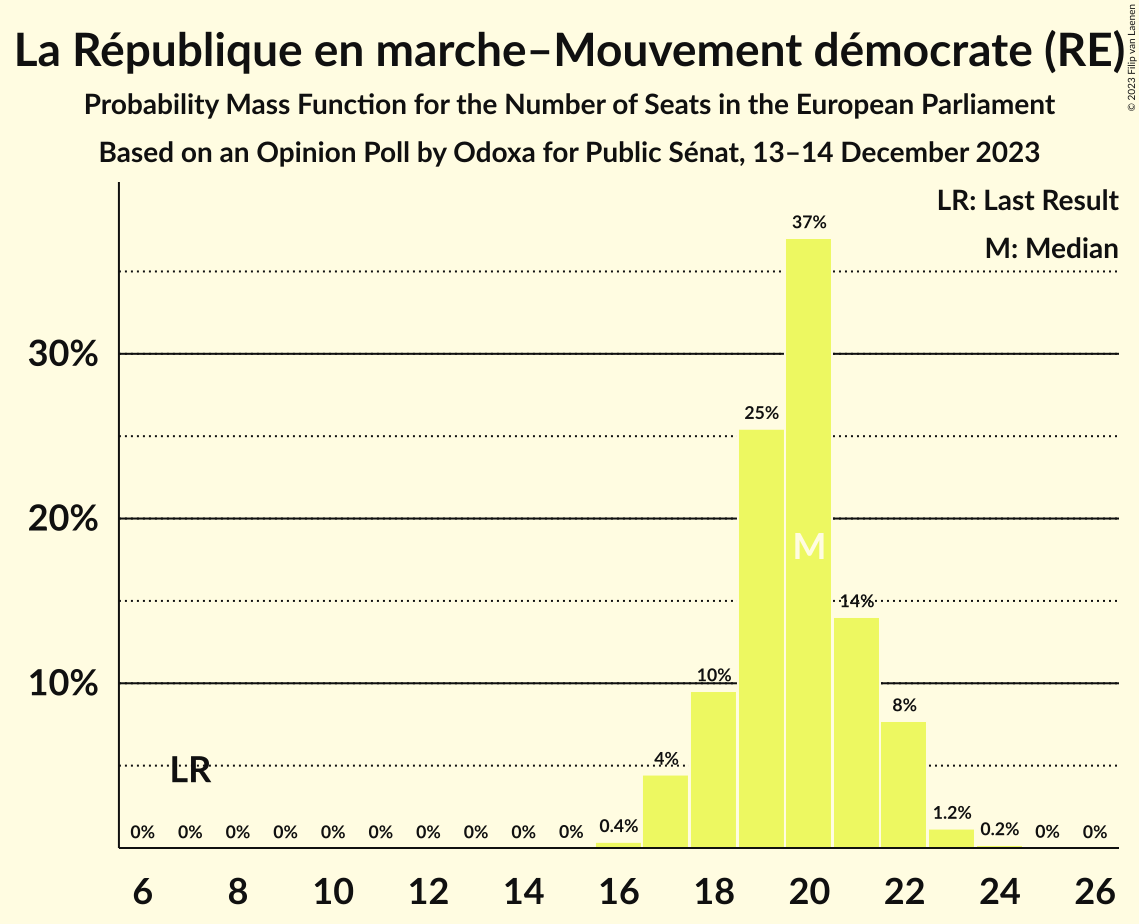 La République en marche–Mouvement démocrate (RE)
© 2023 Filip van Laenen
Probability Mass Function for the Number of Seats in the European Parliament
Based on an Opinion Poll by Odoxa for Public Sénat, 13–14 December 2023
LR: Last Result
M: Median
37%
30%
25%
20%
M
14%
10%
10%
8%
4%
LR
0% 0% 0% 0% 0% 0% 0% 0% 0% 0% 0.4% 1.2% 0.2% 0% 0%
6 8 10 12 14 16 18 20 22 24 26